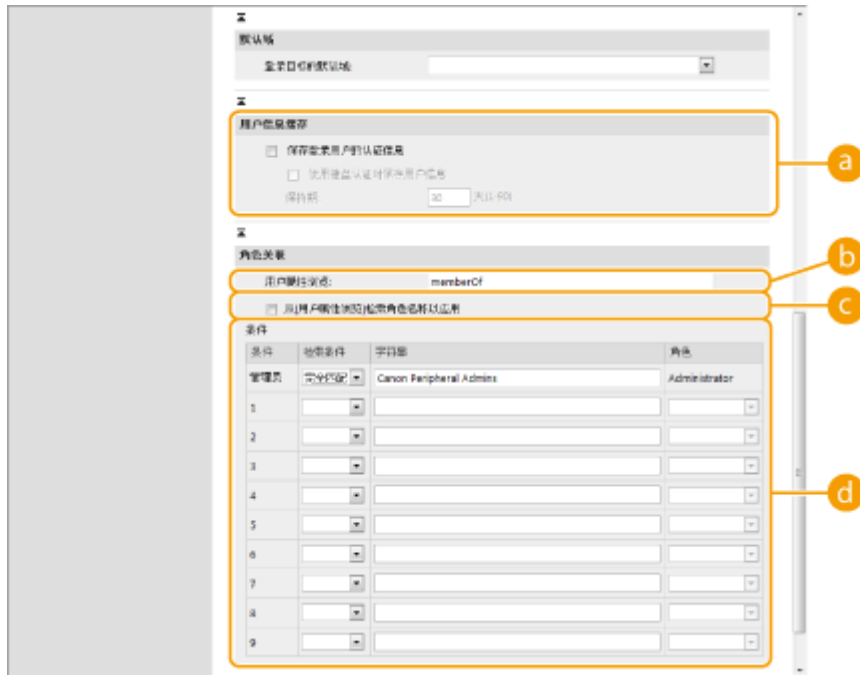 默认域
登录目标的默认域:
用户信息缓存
a
保存登录用户的认证信息
使用键盘认证时保存用户信息
保持期: 30
b
角色关联
用户属性浏览: memberOf
c
从[用户属性浏览]检索角色名称以应用
条件
条件 检索条件 字符串 角色
管理员 完全匹配 Canon Peripheral Admins Administrator
1
2
3
4
d
5
6
7
8
9